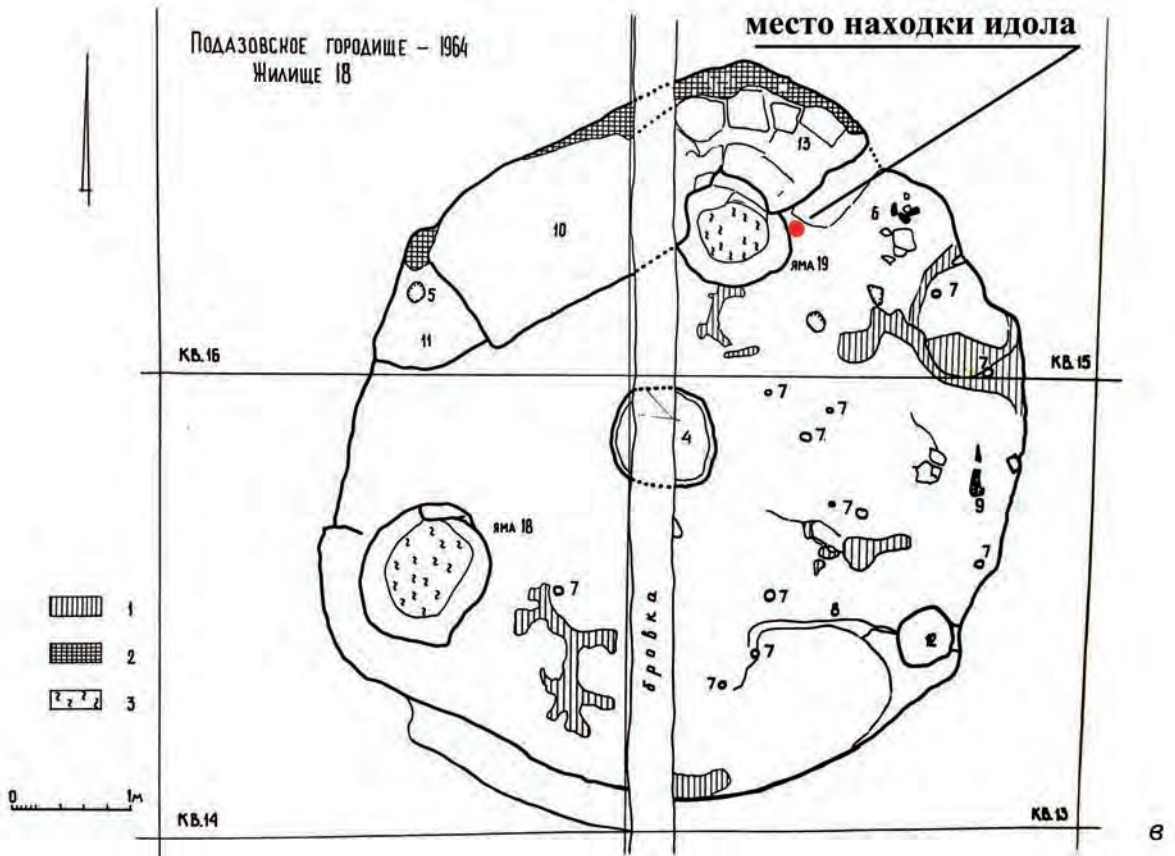 место находки идола
Подазовское городище – 1964
Жилище 18
13
6
10
яма 19
5
7
11
кв.16
7
кв.15
7
7
4
7
9
яма 18
7
7
7
7
8
12
1
бровка
7
2
7
3
0 1м
кв.14
кв.13
в